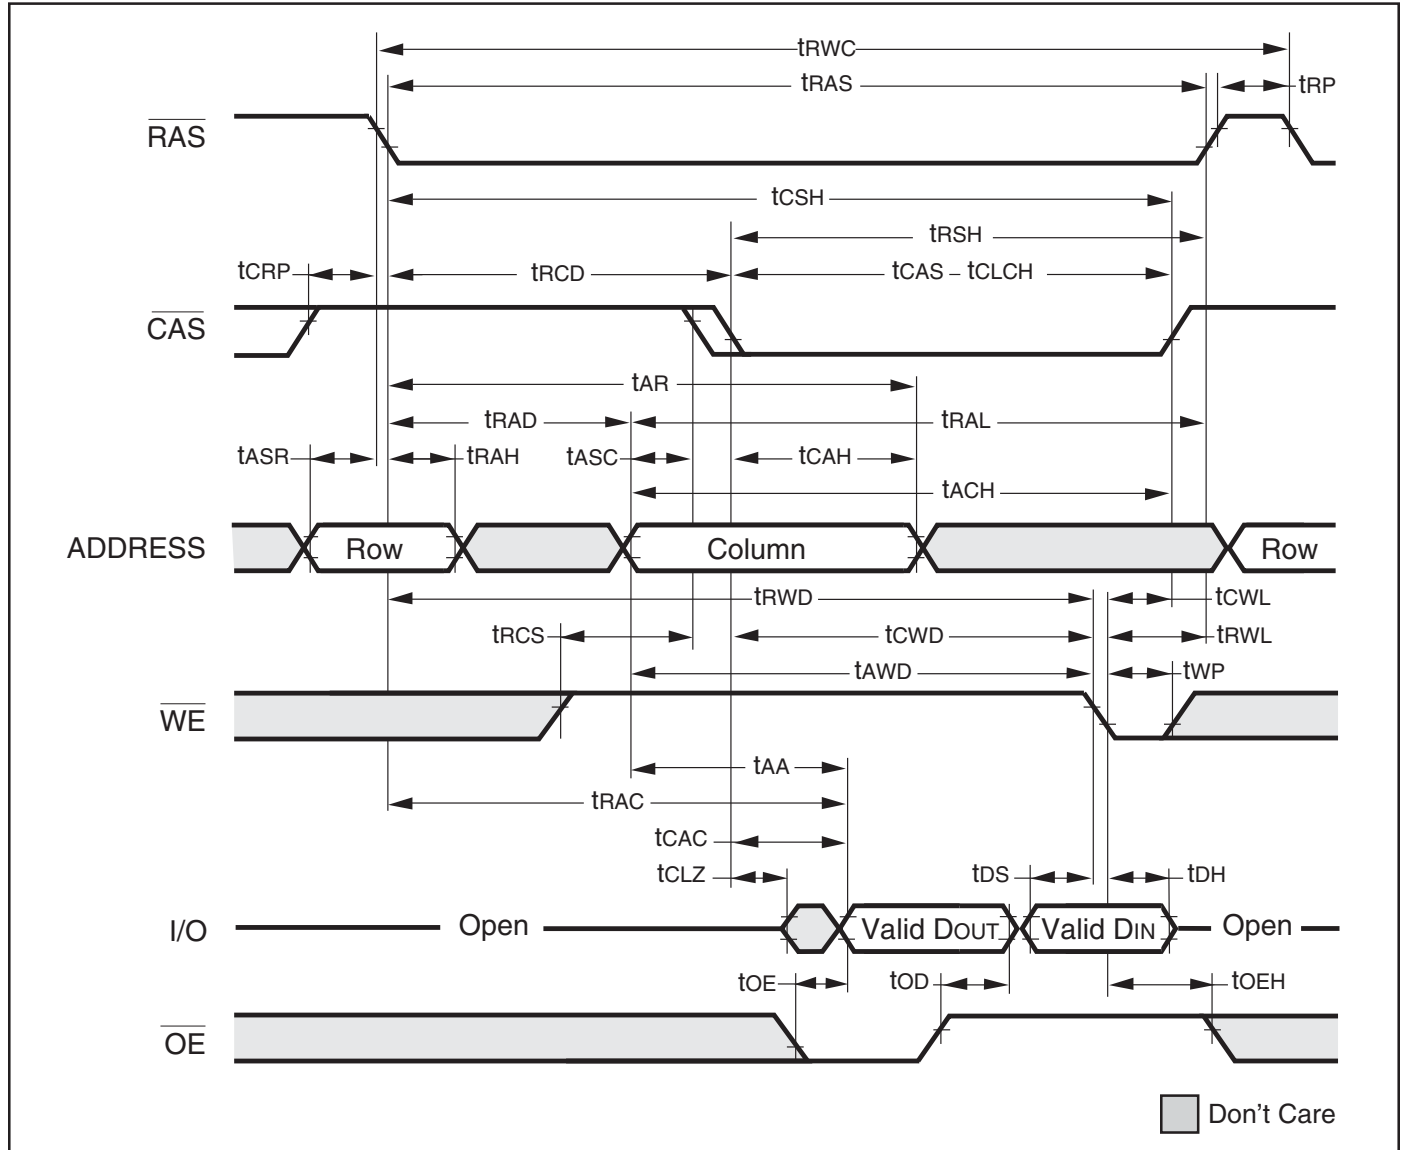 tRWC
tRAS
tRP
RAS
tCSH
tRSH
tCRP
tRCD
tCAS – tCLCH
CAS
tAR
tRAD
tRAL
tASR
tRAH
tASC
tCAH
tACH
ADDRESS
Row
Column
Row
tRWD
tCWL
tRCS
tCWD
tRWL
tAWD
tWP
WE
tAA
tRAC
tCAC
tCLZ
tDS
tDH
I/O
Open
Valid DOUT
Valid DIN
Open
tOE
tOD
tOEH
OE
Don't Care